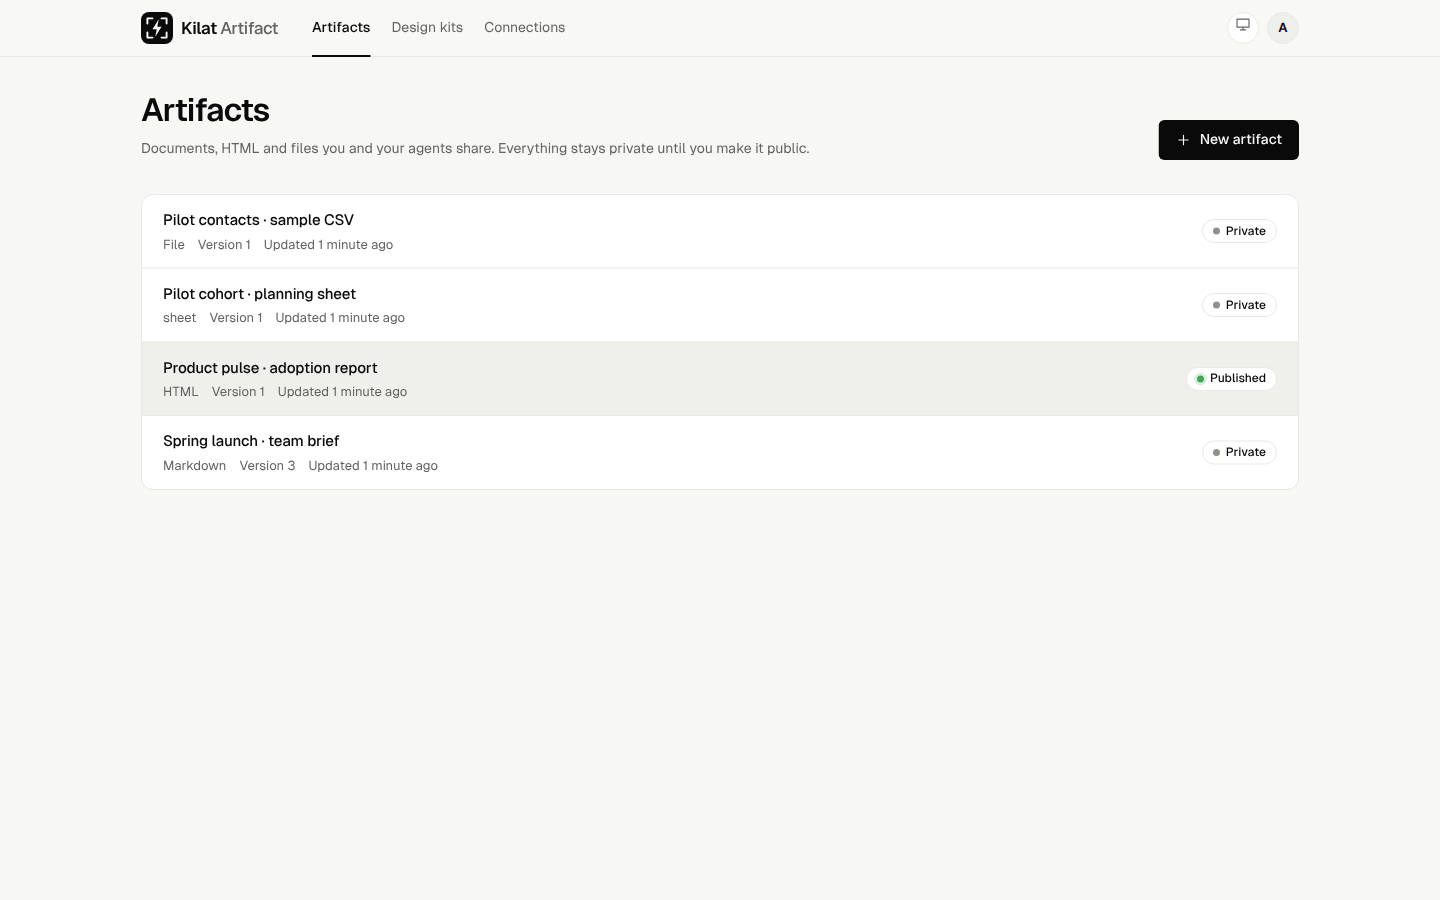 Kilat Artifact
Artifacts
Design kits
Connections
A
Artifacts
Documents, HTML and files you and your agents share. Everything stays private until you make it public.
New artifact
Pilot contacts · sample CSV
File Version 1 Updated 1 minute ago
Private
Pilot cohort · planning sheet
sheet Version 1 Updated 1 minute ago
Private
Product pulse · adoption report
HTML Version 1 Updated 1 minute ago
Published
Spring launch · team brief
Markdown Version 3 Updated 1 minute ago
Private